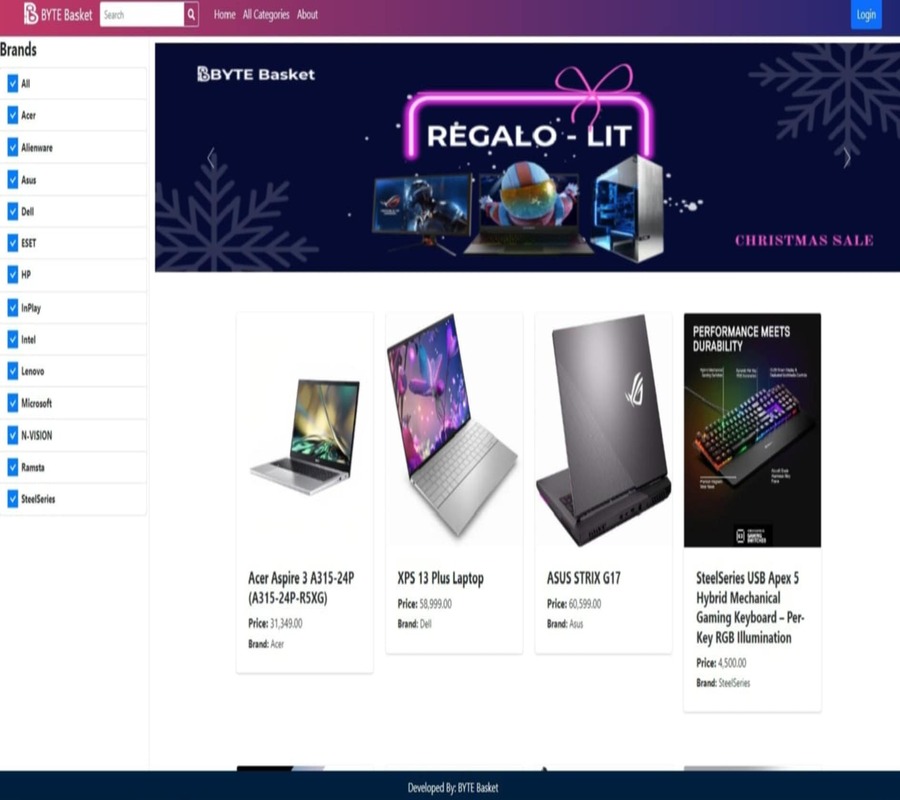 BYTE Basket
Search
Home All Categories About
Login
Brands
All
Acer
Alienware
Asus
Dell
ESET
HP
InPlay
Intel
Lenovo
Microsoft
N-VISION
Ramsta
SteelSeries
BYTE Basket
REGALO - LIT
CHRISTMAS SALE
PERFORMANCE MEETS
DURABILITY
Acer Aspire 3 A315-24P
(A315-24P-R5XG)
Price: 31,349.00
Brand: Acer
XPS 13 Plus Laptop
Price: 58,999.00
Brand: Dell
ASUS STRIX G17
Price: 60,599.00
Brand: Asus
SteelSeries USB Apex 5
Hybrid Mechanical
Gaming Keyboard – Per-
Key RGB Illumination
Price: 4,500.00
Brand: SteelSeries
Developed By: BYTE Basket